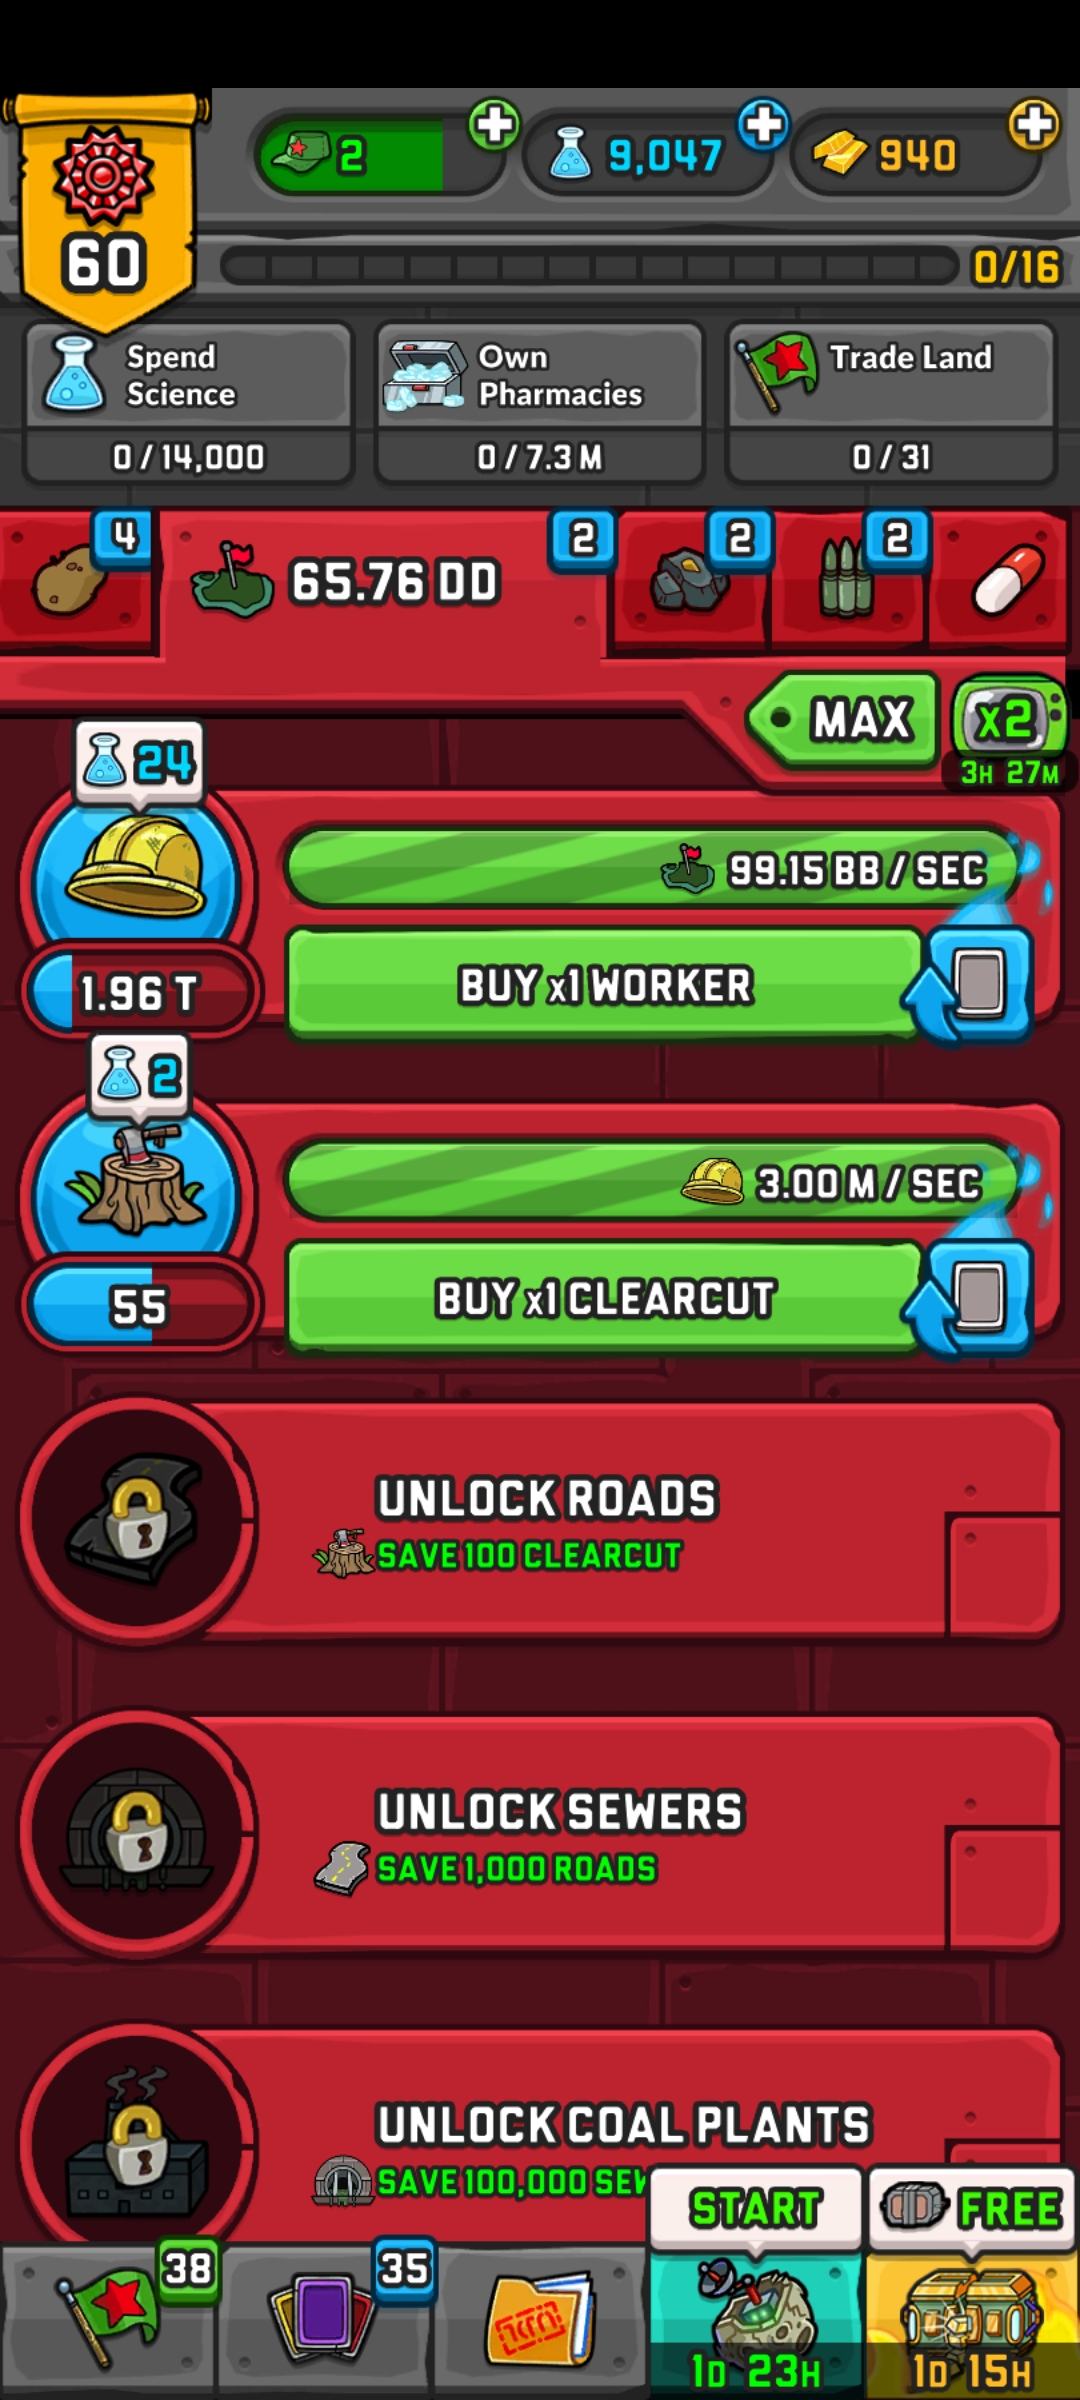 2
9,047
940
60
0/16
Spend
Science
0/14,000
Own
Pharmacies
0/7.3 M
Trade Land
0/31
4
65.76 DD
2
2
2
MAX
x2
3H 27M
24
99.15 BB / SEC
BUY x1 WORKER
1.96 T
2
3.00 M / SEC
BUY x1 CLEARCUT
55
UNLOCK ROADS
SAVE 100 CLEARCUT
UNLOCK SEWERS
SAVE 1,000 ROADS
UNLOCK COAL PLANTS
SAVE 100,000 SEW
START
FREE
38
35
1D 23H
1D 15H